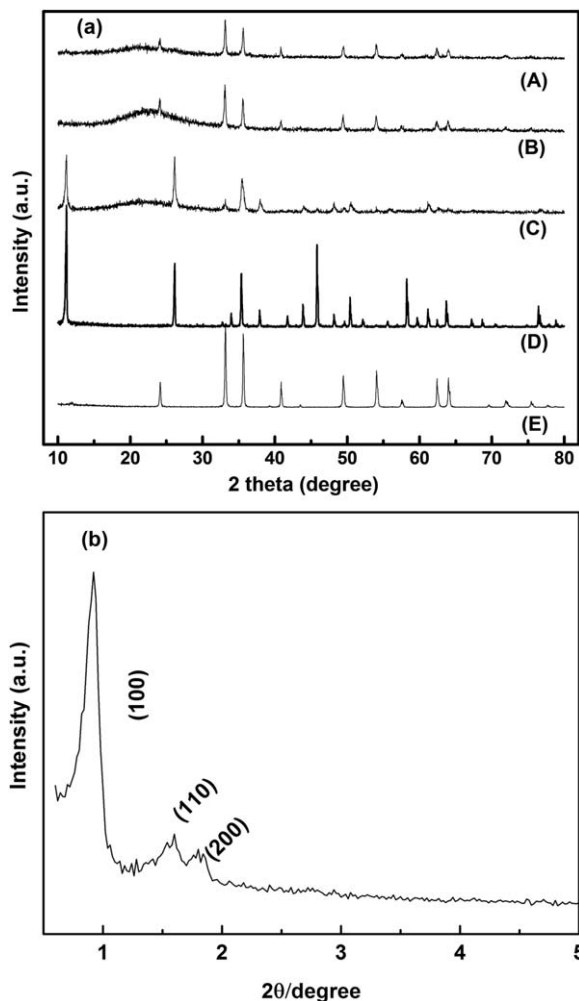 (a)
(A)
(B)
(C)
(D)
(E)
Intensity (a.u.)
10 20 30 40 50 60 70 80
2 theta (degree)
(b)
(100)
(110)
(200)
Intensity (a.u.)
1 2 3 4 5
2θ/degree